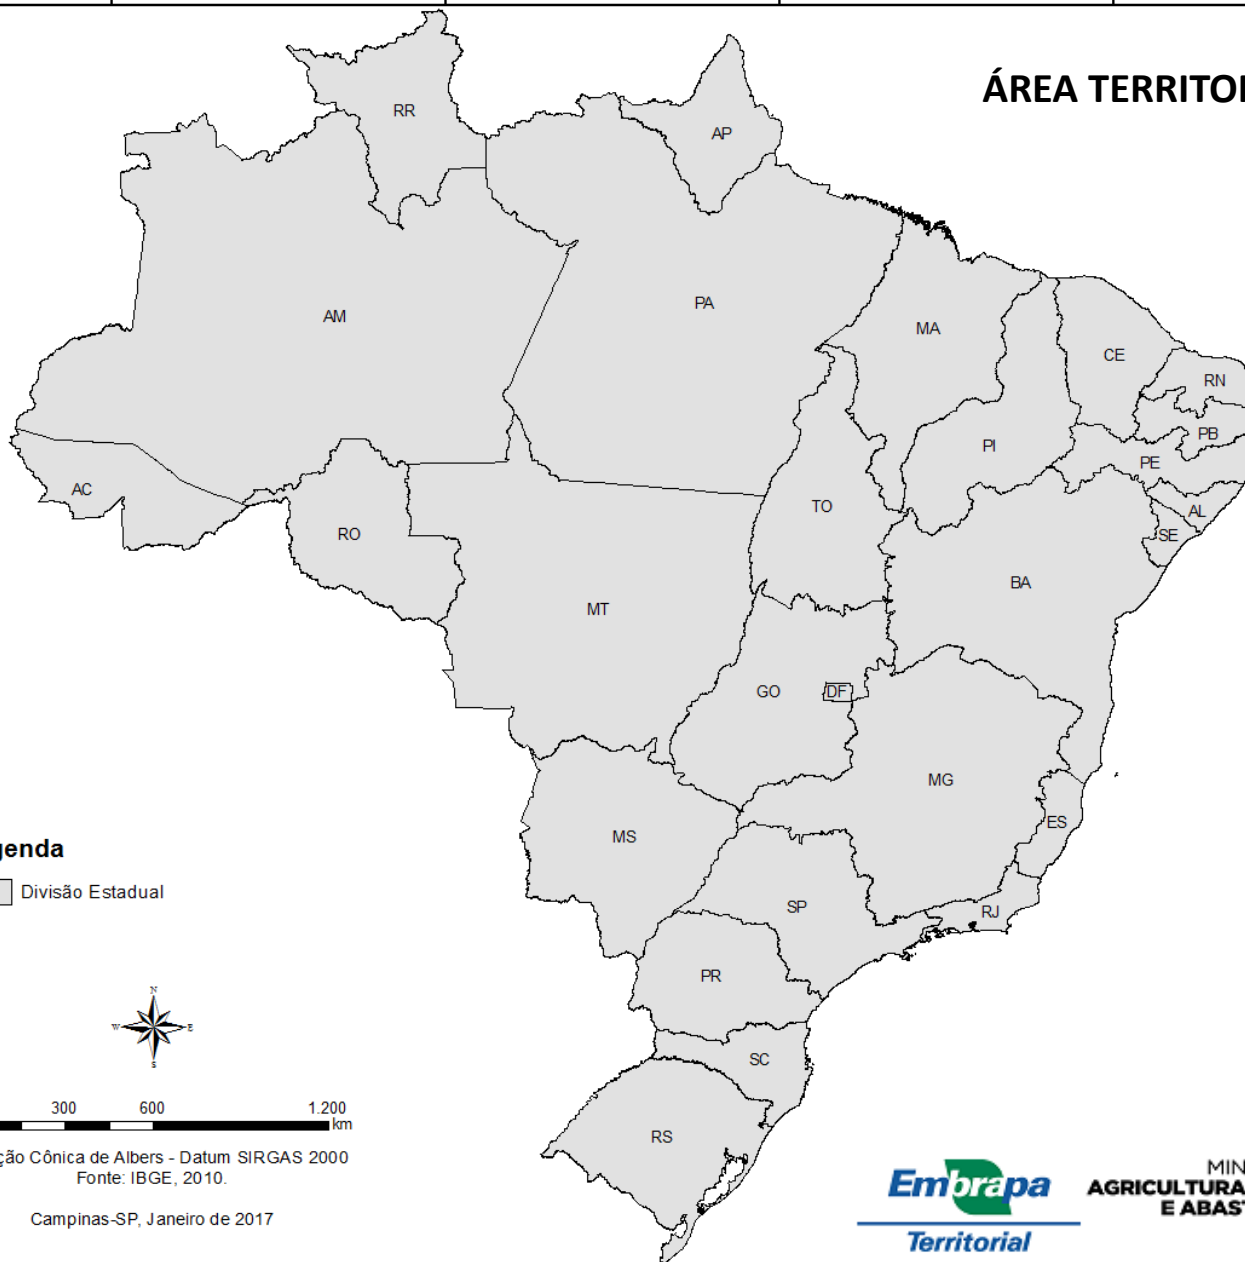 ÁREA TERRITO
RR
AP
AM
PA
MA
CE
RN
PB
PI
PE
AC
AL
TO
SE
RO
BA
MT
GO
DF
MG
ES
MS
SP
RJ
PR
SC
RS
genda
Divisão Estadual
N
W
E
S
300 600 1.200
km
ção Cônica de Albers - Datum SIRGAS 2000
Fonte: IBGE, 2010.
Campinas-SP, Janeiro de 2017
Embrapa
Territorial
MIN
AGRICULTURA
E ABAS